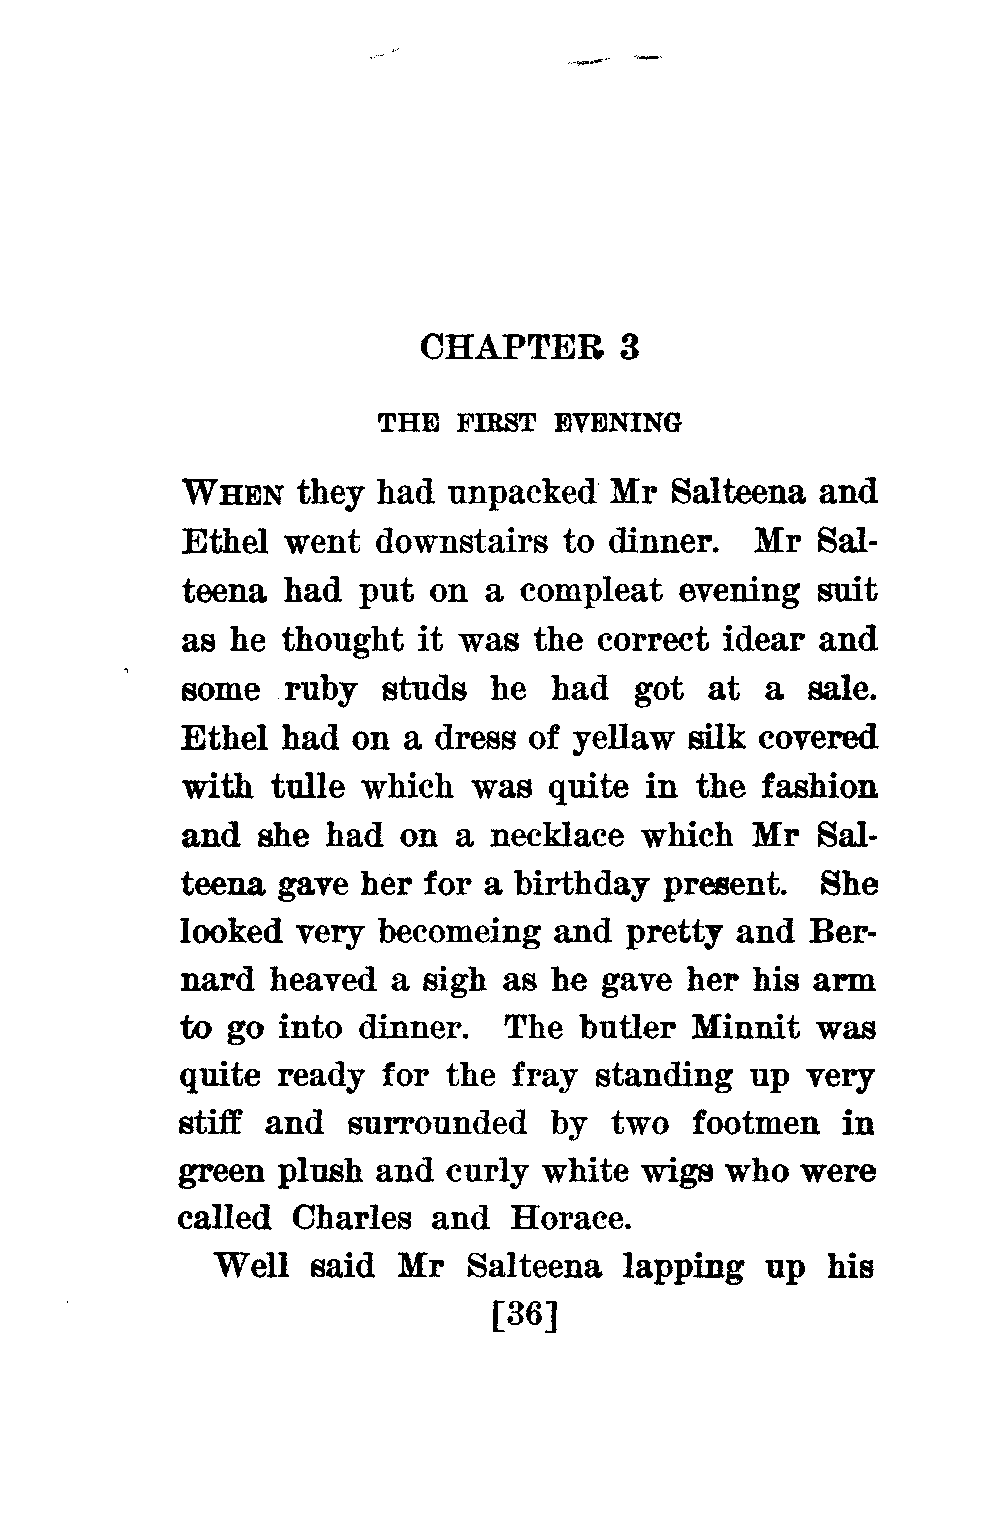 CHAPTER 3
THE FIRST EVENING
WHEN they had unpacked Mr Salteena and
Ethel went downstairs to dinner. Mr Sal-
teena had put on a compleat evening suit
as he thought it was the correct idear and
some ruby studs he had got at a sale.
Ethel had on a dress of yellaw silk covered
with tulle which was quite in the fashion
and she had on a necklace which Mr Sal-
teena gave her for a birthday present. She
looked very becomeing and pretty and Ber-
nard heaved a sigh as he gave her his arm
to go into dinner. The butler Minnit was
quite ready for the fray standing up very
stiff and surrounded by two footmen in
green plush and curly white wigs who were
called Charles and Horace.
Well said Mr Salteena lapping up his
[36]